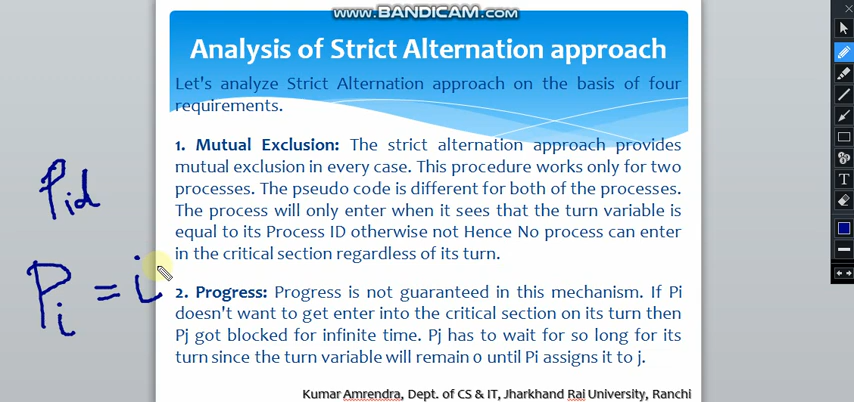 www.BANDICAM.com
Analysis of Strict Alternation approach
Let's analyze Strict Alternation approach on the basis of four
requirements.
1. Mutual Exclusion: The strict alternation approach provides
mutual exclusion in every case. This procedure works only for two
processes. The pseudo code is different for both of the processes.
The process will only enter when it sees that the turn variable is
equal to its Process ID otherwise not Hence No process can enter
in the critical section regardless of its turn.
2. Progress: Progress is not guaranteed in this mechanism. If Pi
doesn't want to get enter into the critical section on its turn then
Pj got blocked for infinite time. Pj has to wait for so long for its
turn since the turn variable will remain 0 until Pi assigns it to j.
Kumar Amrendra, Dept. of CS & IT, Jharkhand Rai University, Ranchi
Pid
Pi = i
T